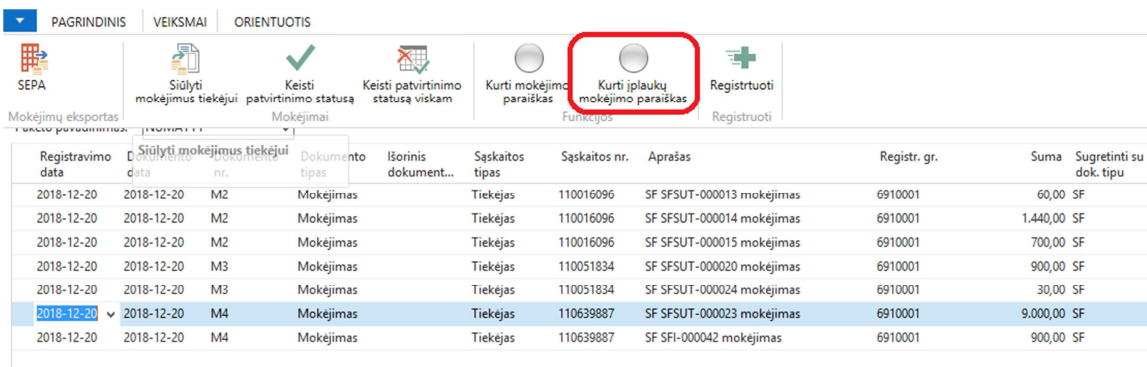 PAGRINDINIS VEIKSMAI ORIENTUOTIS
SEPA
Siūlyti mokėjimus tiekėjui
Keisti patvirtinimo statusą
Keisti patvirtinimo statusą viskam
Kurti mokėjimo paraiškas
Kurti įplaukų mokėjimo paraiškas
Registrtuoti
Mokėjimų eksportas Mokėjimai Funkcijos Registruoti
Paketo pavadinimas: NUMATYT
Siūlyti mokėjimus tiekėjui
Registravimo data Dokumento data Dokumento nr. Dokumento tipas Išorinis dokument... Sąskaitos tipas Sąskaitos nr. Aprašas Registr. gr. Suma Sugretinti su dok. tipu
2018-12-20 2018-12-20 M2 Mokėjimas Tiekėjas 110016096 SF SFSUT-000013 mokėjimas 6910001 60,00 SF
2018-12-20 2018-12-20 M2 Mokėjimas Tiekėjas 110016096 SF SFSUT-000014 mokėjimas 6910001 1.440,00 SF
2018-12-20 2018-12-20 M2 Mokėjimas Tiekėjas 110016096 SF SFSUT-000015 mokėjimas 6910001 700,00 SF
2018-12-20 2018-12-20 M3 Mokėjimas Tiekėjas 110051834 SF SFSUT-000020 mokėjimas 6910001 900,00 SF
2018-12-20 2018-12-20 M3 Mokėjimas Tiekėjas 110051834 SF SFSUT-000024 mokėjimas 6910001 30,00 SF
2018-12-20 2018-12-20 M4 Mokėjimas Tiekėjas 110639887 SF SFSUT-000023 mokėjimas 6910001 9.000,00 SF
2018-12-20 2018-12-20 M4 Mokėjimas Tiekėjas 110639887 SF SFI-000042 mokėjimas 6910001 900,00 SF